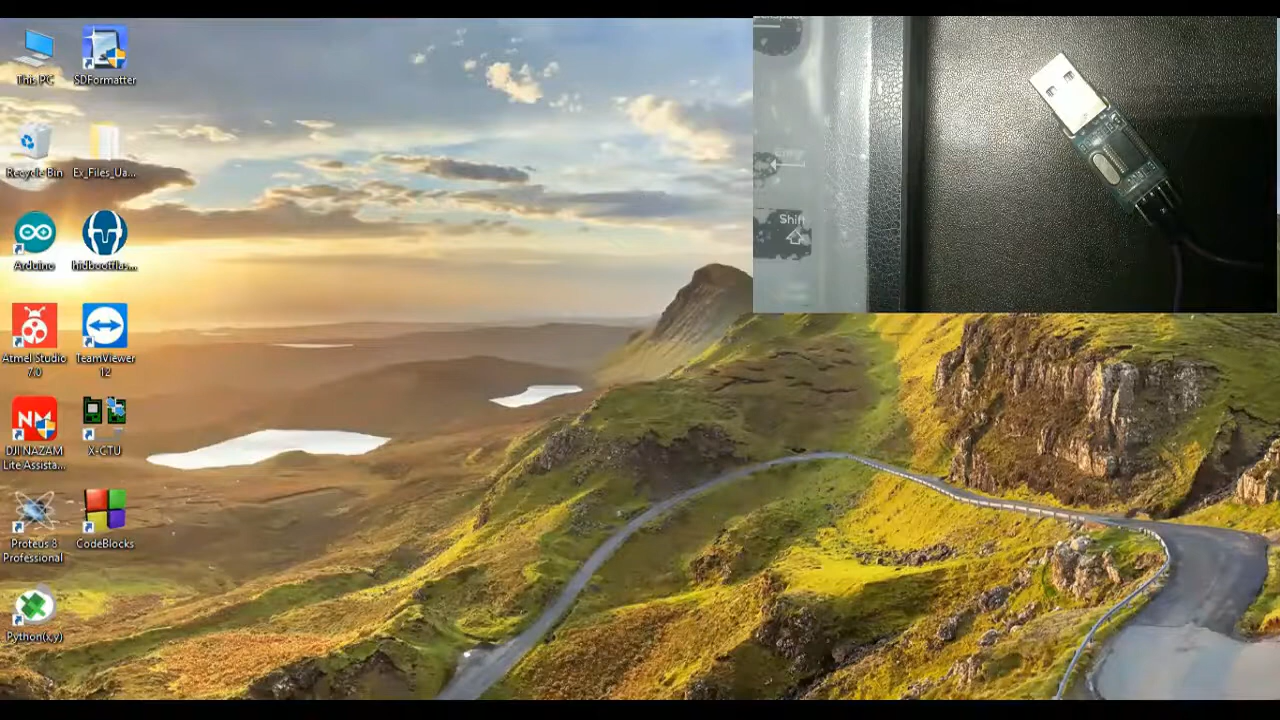 This PC
SDFormatter
Recycle Bin
Ex_Files_Ua...
Arduino
hidbootflas...
Atmel Studio
7.0
TeamViewer
12
NM
DJI NAZAM
Lite Assista...
X-CTU
Proteus 8
Professional
CodeBlocks
Python(x,y)
Shift